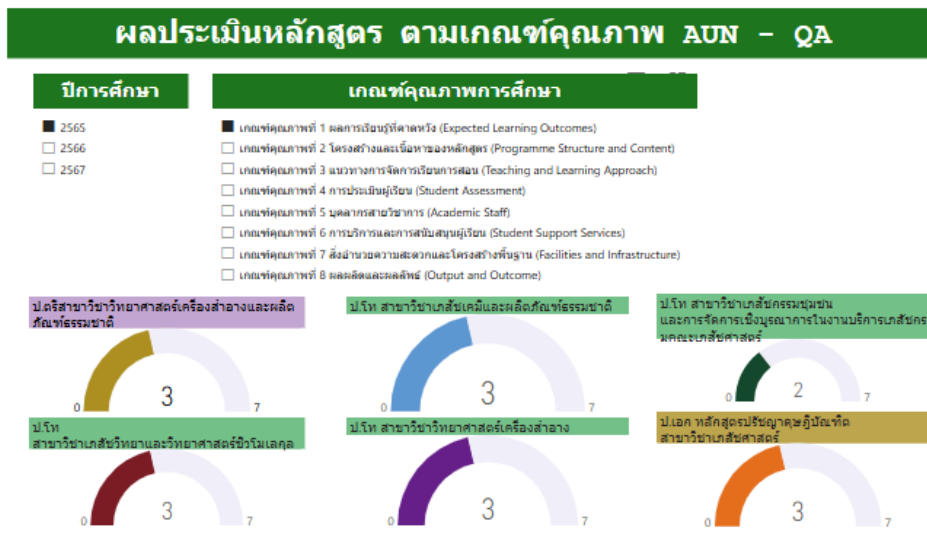 ผลประเมินหลักสูตร ตามเกณฑ์คุณภาพ AUN - QA
ปีการศึกษา
2565
2566
2567
เกณฑ์คุณภาพการศึกษา
เกณฑ์คุณภาพที่ 1 ผลการเรียนรู้ที่คาดหวัง (Expected Learning Outcomes)
เกณฑ์คุณภาพที่ 2 โครงสร้างและเนื้อหาของหลักสูตร (Programme Structure and Content)
เกณฑ์คุณภาพที่ 3 แนวทางการจัดการเรียนการสอน (Teaching and Learning Approach)
เกณฑ์คุณภาพที่ 4 การประเมินผู้เรียน (Student Assessment)
เกณฑ์คุณภาพที่ 5 บุคลากรสายวิชาการ (Academic Staff)
เกณฑ์คุณภาพที่ 6 การบริการและการสนับสนุนผู้เรียน (Student Support Services)
เกณฑ์คุณภาพที่ 7 สิ่งอำนวยความสะดวกและโครงสร้างพื้นฐาน (Facilities and Infrastructure)
เกณฑ์คุณภาพที่ 8 ผลผลิตและผลลัพธ์ (Output and Outcome)
ป.ตรีสาขาวิชาวิทยาศาสตร์เครื่องสำอางและผลิต
ภัณฑ์ธรรมชาติ
3
0
7
ป.โท สาขาวิชาเภสัชเคมีและผลิตภัณฑ์ธรรมชาติ
3
0
7
ป.โท สาขาวิชาเภสัชกรรมชุมชน
และการจัดการเชิงบูรณาการในงานบริการเภสัชกร
มคณะเภสัชศาสตร์
2
0
7
ป.โท
สาขาวิชาเภสัชวิทยาและวิทยาศาสตร์ชีวโมเลกุล
3
0
7
ป.โท สาขาวิชาวิทยาศาสตร์เครื่องสำอาง
3
0
7
ป.เอก หลักสูตรปรัชญาดุษฎีบัณฑิต
สาขาวิชาเภสัชศาสตร์
3
0
7